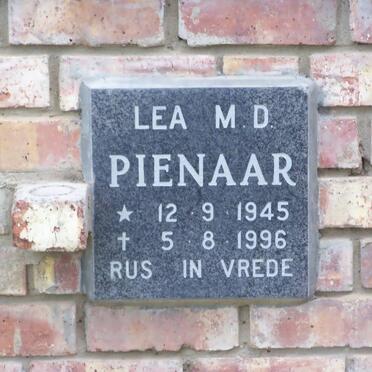 LEA M.D.
PIENAAR
★ 12 · 9 · 1945
✝ 5 · 8 · 1996
RUS IN VREDE